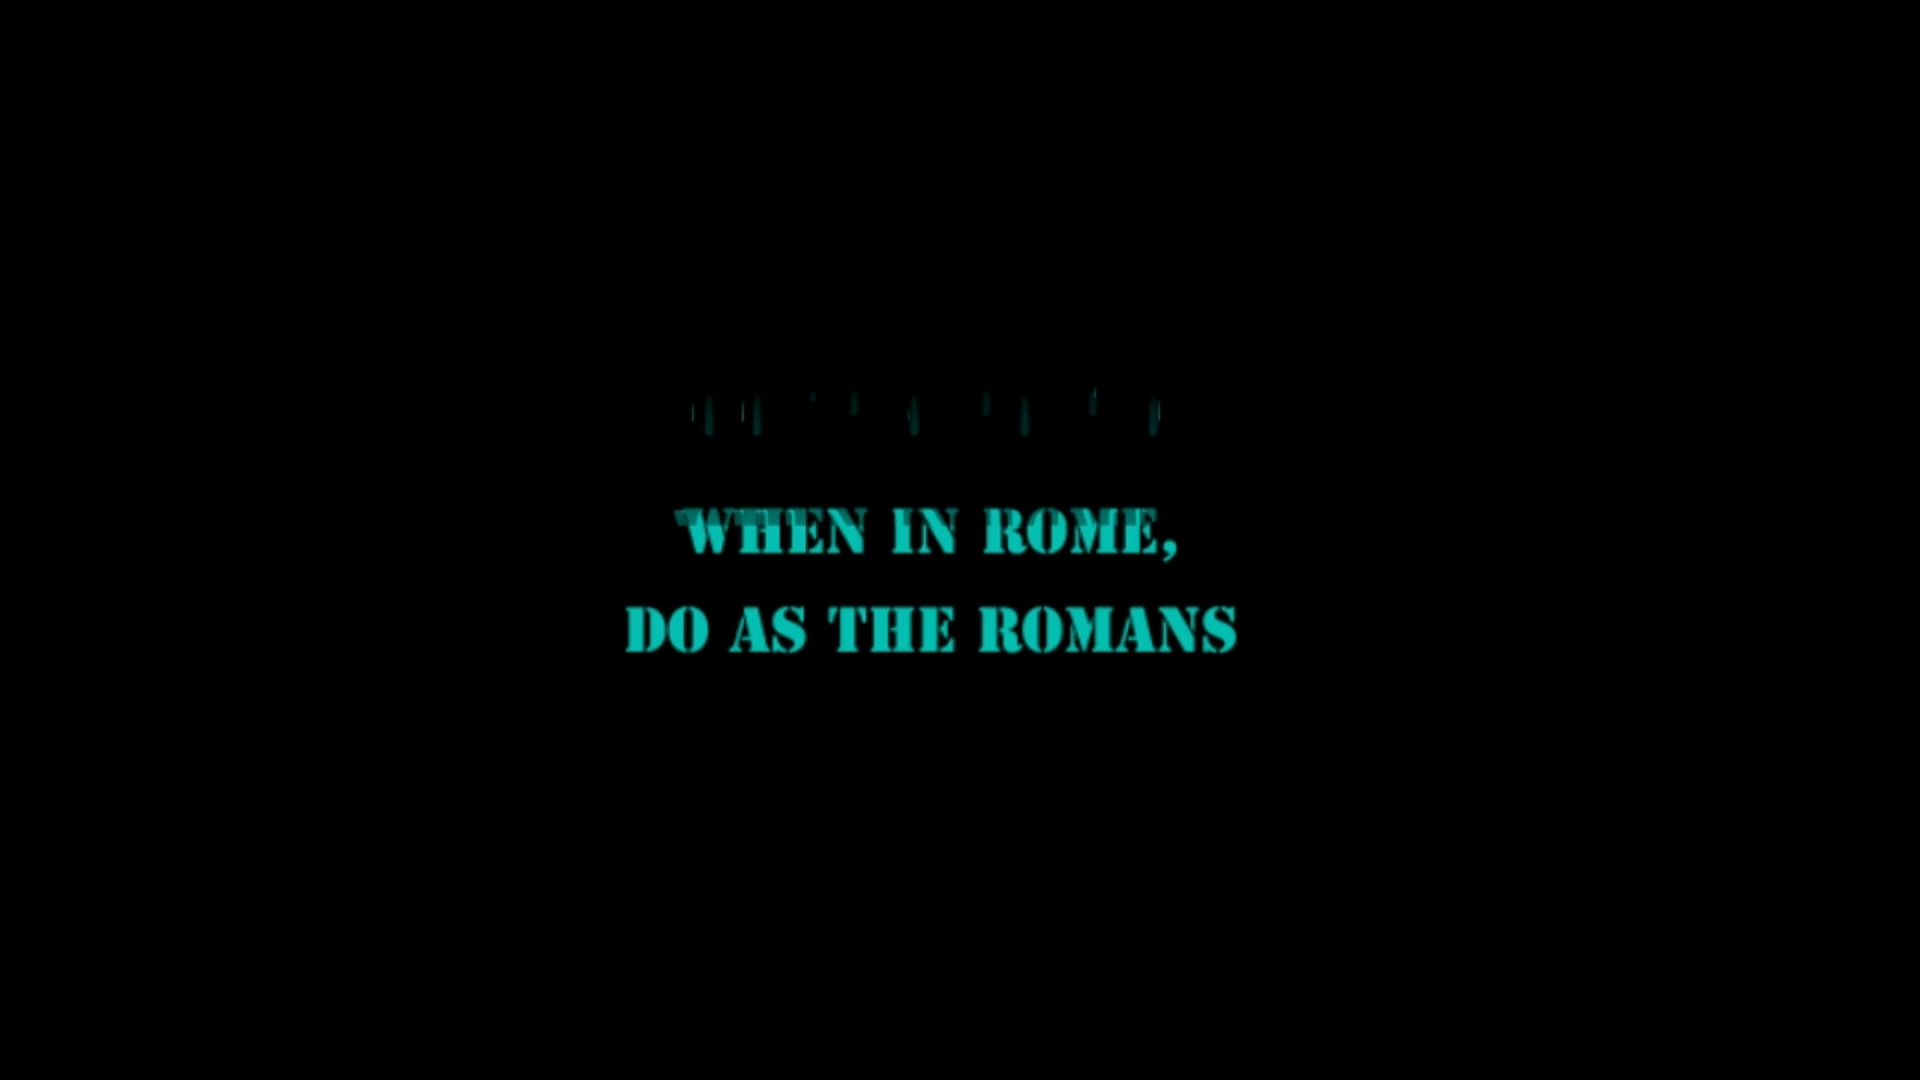 WHEN IN ROME,
DO AS THE ROMANS